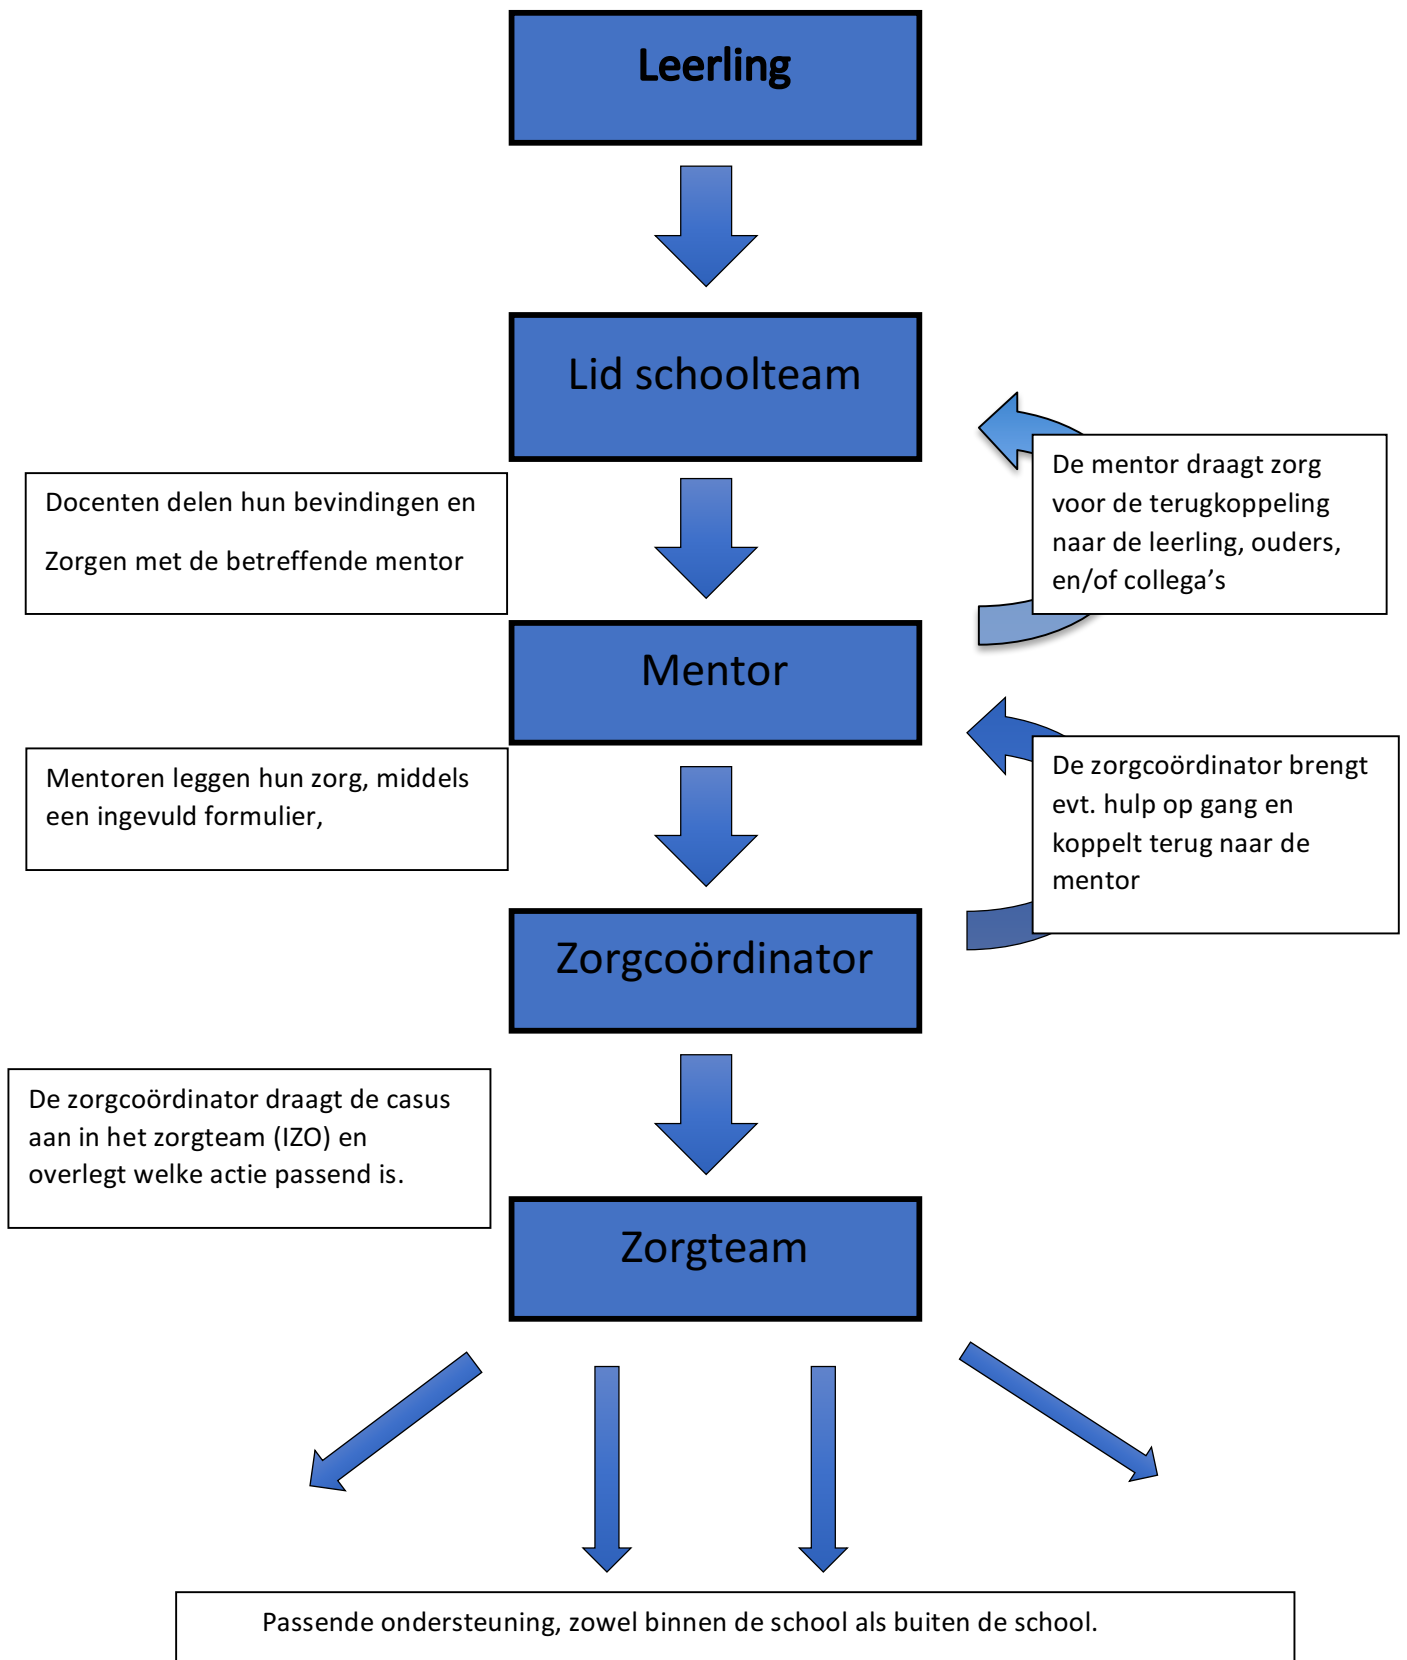 Leerling
Lid schoolteam
De mentor draagt zorg
voor de terugkoppeling
naar de leerling, ouders,
en/of collega’s
Docenten delen hun bevindingen en
Zorgen met de betreffende mentor
Mentor
De zorgcoördinator brengt
evt. hulp op gang en
koppelt terug naar de
mentor
Mentoren leggen hun zorg, middels
een ingevuld formulier,
Zorgcoördinator
De zorgcoördinator draagt de casus
aan in het zorgteam (IZO) en
overlegt welke actie passend is.
Zorgteam
Passende ondersteuning, zowel binnen de school als buiten de school.